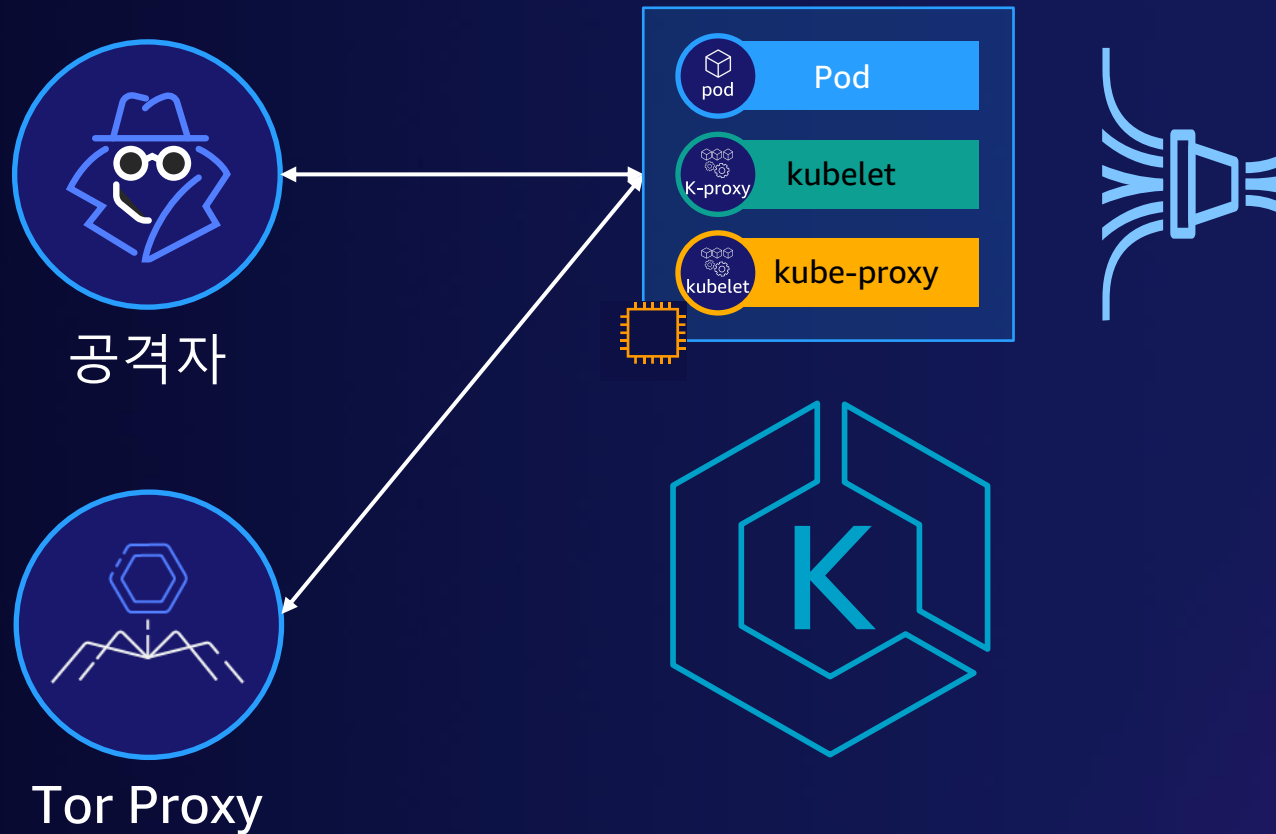 pod
Pod
K-proxy
kubelet
kubelet
kube-proxy
공격자
K
Tor Proxy